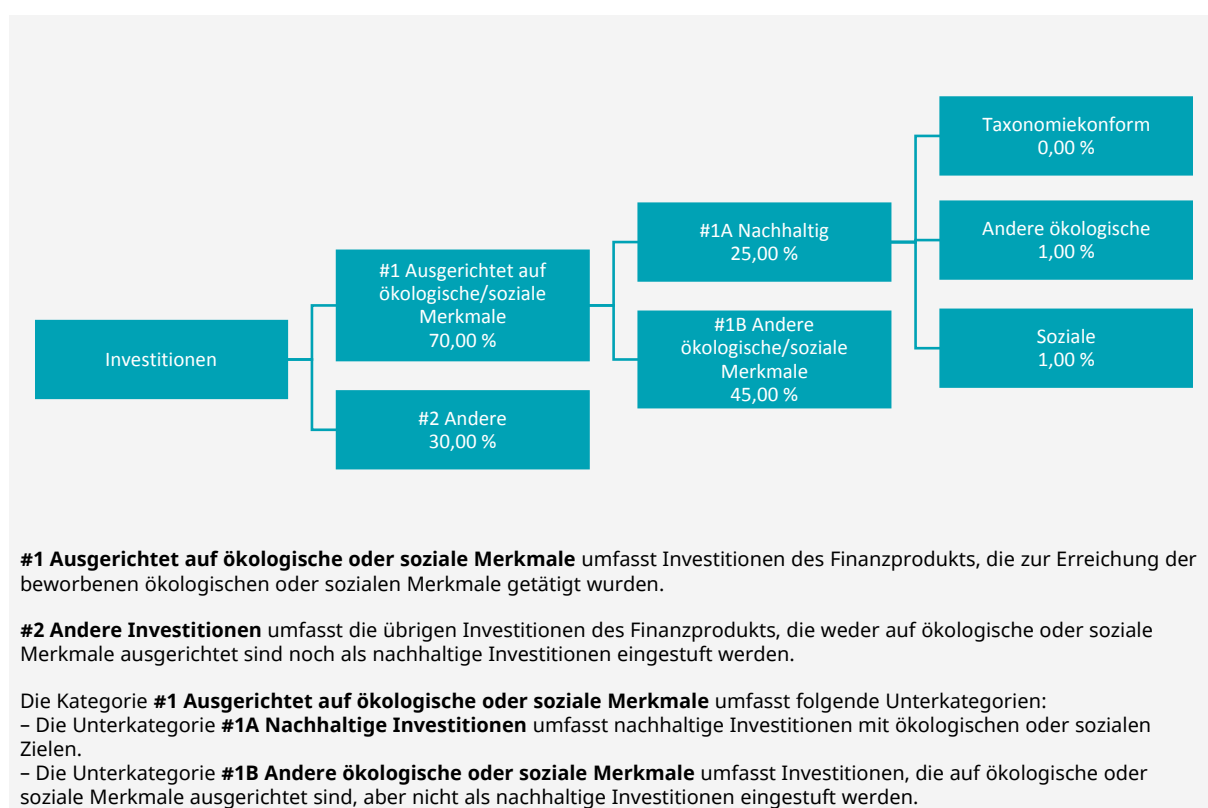 Investitionen
#1 Ausgerichtet auf
ökologische/soziale
Merkmale
70,00 %
#2 Andere
30,00 %
#1A Nachhaltig
25,00 %
#1B Andere
ökologische/soziale
Merkmale
45,00 %
Taxonomiekonform
0,00 %
Andere ökologische
1,00 %
Soziale
1,00 %
#1 Ausgerichtet auf ökologische oder soziale Merkmale umfasst Investitionen des Finanzprodukts, die zur Erreichung der
beworbenen ökologischen oder sozialen Merkmale getätigt wurden.
#2 Andere Investitionen umfasst die übrigen Investitionen des Finanzprodukts, die weder auf ökologische oder soziale
Merkmale ausgerichtet sind noch als nachhaltige Investitionen eingestuft werden.
Die Kategorie #1 Ausgerichtet auf ökologische oder soziale Merkmale umfasst folgende Unterkategorien:
– Die Unterkategorie #1A Nachhaltige Investitionen umfasst nachhaltige Investitionen mit ökologischen oder sozialen
Zielen.
– Die Unterkategorie #1B Andere ökologische oder soziale Merkmale umfasst Investitionen, die auf ökologische oder
soziale Merkmale ausgerichtet sind, aber nicht als nachhaltige Investitionen eingestuft werden.